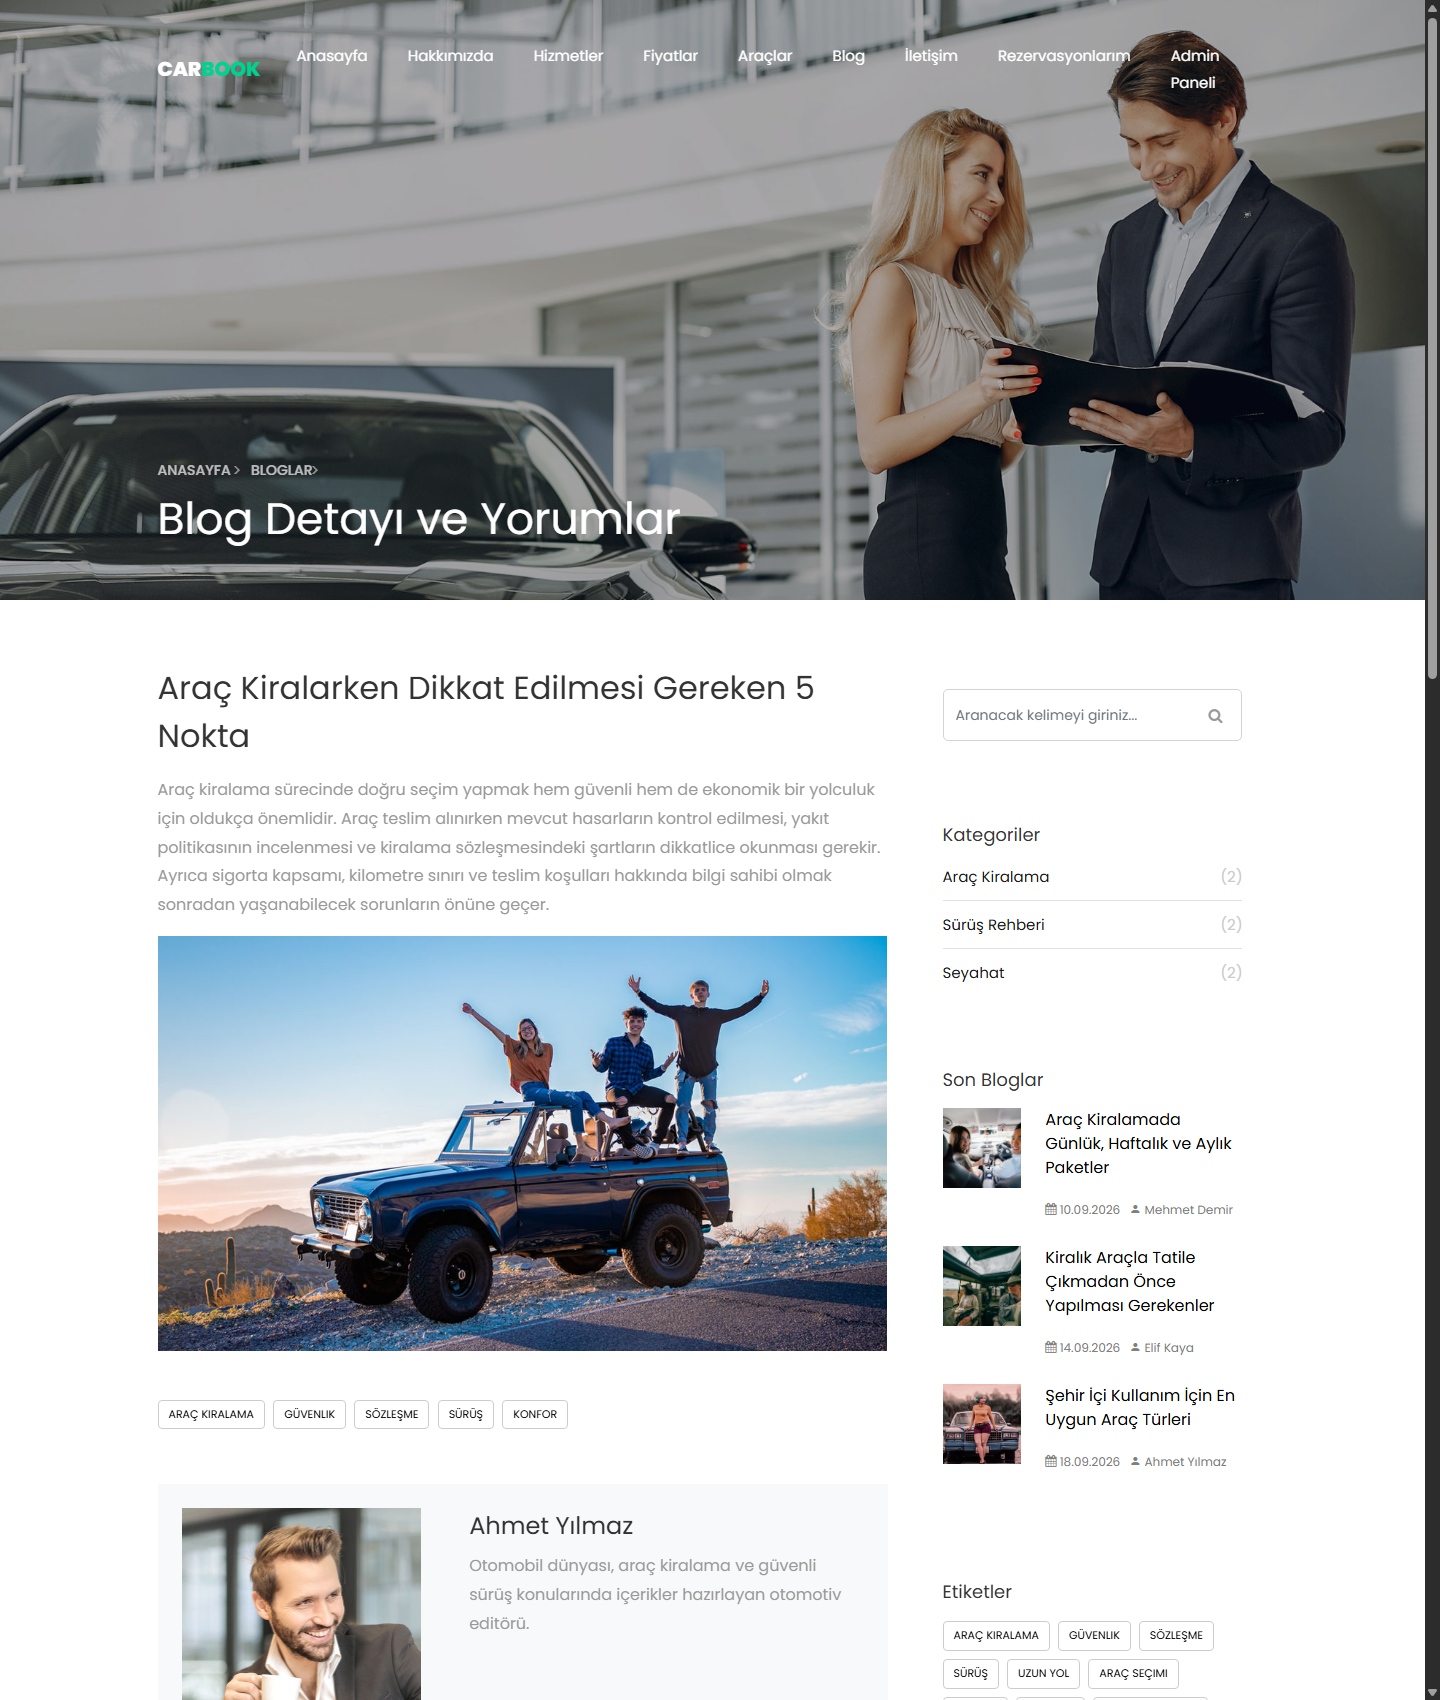 CARBOOK
Anasayfa
Hakkımızda
Hizmetler
Fiyatlar
Araçlar
Blog
İletişim
Rezervasyonlarım
Admin
Paneli
ANASAYFA
BLOGLAR
Blog Detayı ve Yorumlar
Araç Kiralarken Dikkat Edilmesi Gereken 5
Nokta
Araç kiralama sürecinde doğru seçim yapmak hem güvenli hem de ekonomik bir yolculuk
için oldukça önemlidir. Araç teslim alınırken mevcut hasarların kontrol edilmesi, yakıt
politikasının incelenmesi ve kiralama sözleşmesindeki şartların dikkatlice okunması gerekir.
Ayrıca sigorta kapsamı, kilometre sınırı ve teslim koşulları hakkında bilgi sahibi olmak
sonradan yaşanabilecek sorunların önüne geçer.
ARAÇ KIRALAMA
GÜVENLIK
SÖZLEŞME
SÜRÜŞ
KONFOR
Ahmet Yılmaz
Otomobil dünyası, araç kiralama ve güvenli
sürüş konularında içerikler hazırlayan otomotiv
editörü.
Aranacak kelimeyi giriniz...
Kategoriler
Araç Kiralama (2)
Sürüş Rehberi (2)
Seyahat (2)
Son Bloglar
Araç Kiralamada
Günlük, Haftalık ve Aylık
Paketler
10.09.2026 Mehmet Demir
Kiralık Araçla Tatile
Çıkmadan Önce
Yapılması Gerekenler
14.09.2026 Elif Kaya
Şehir İçi Kullanım İçin En
Uygun Araç Türleri
18.09.2026 Ahmet Yılmaz
Etiketler
ARAÇ KIRALAMA
GÜVENLIK
SÖZLEŞME
SÜRÜŞ
UZUN YOL
ARAÇ SEÇIMI